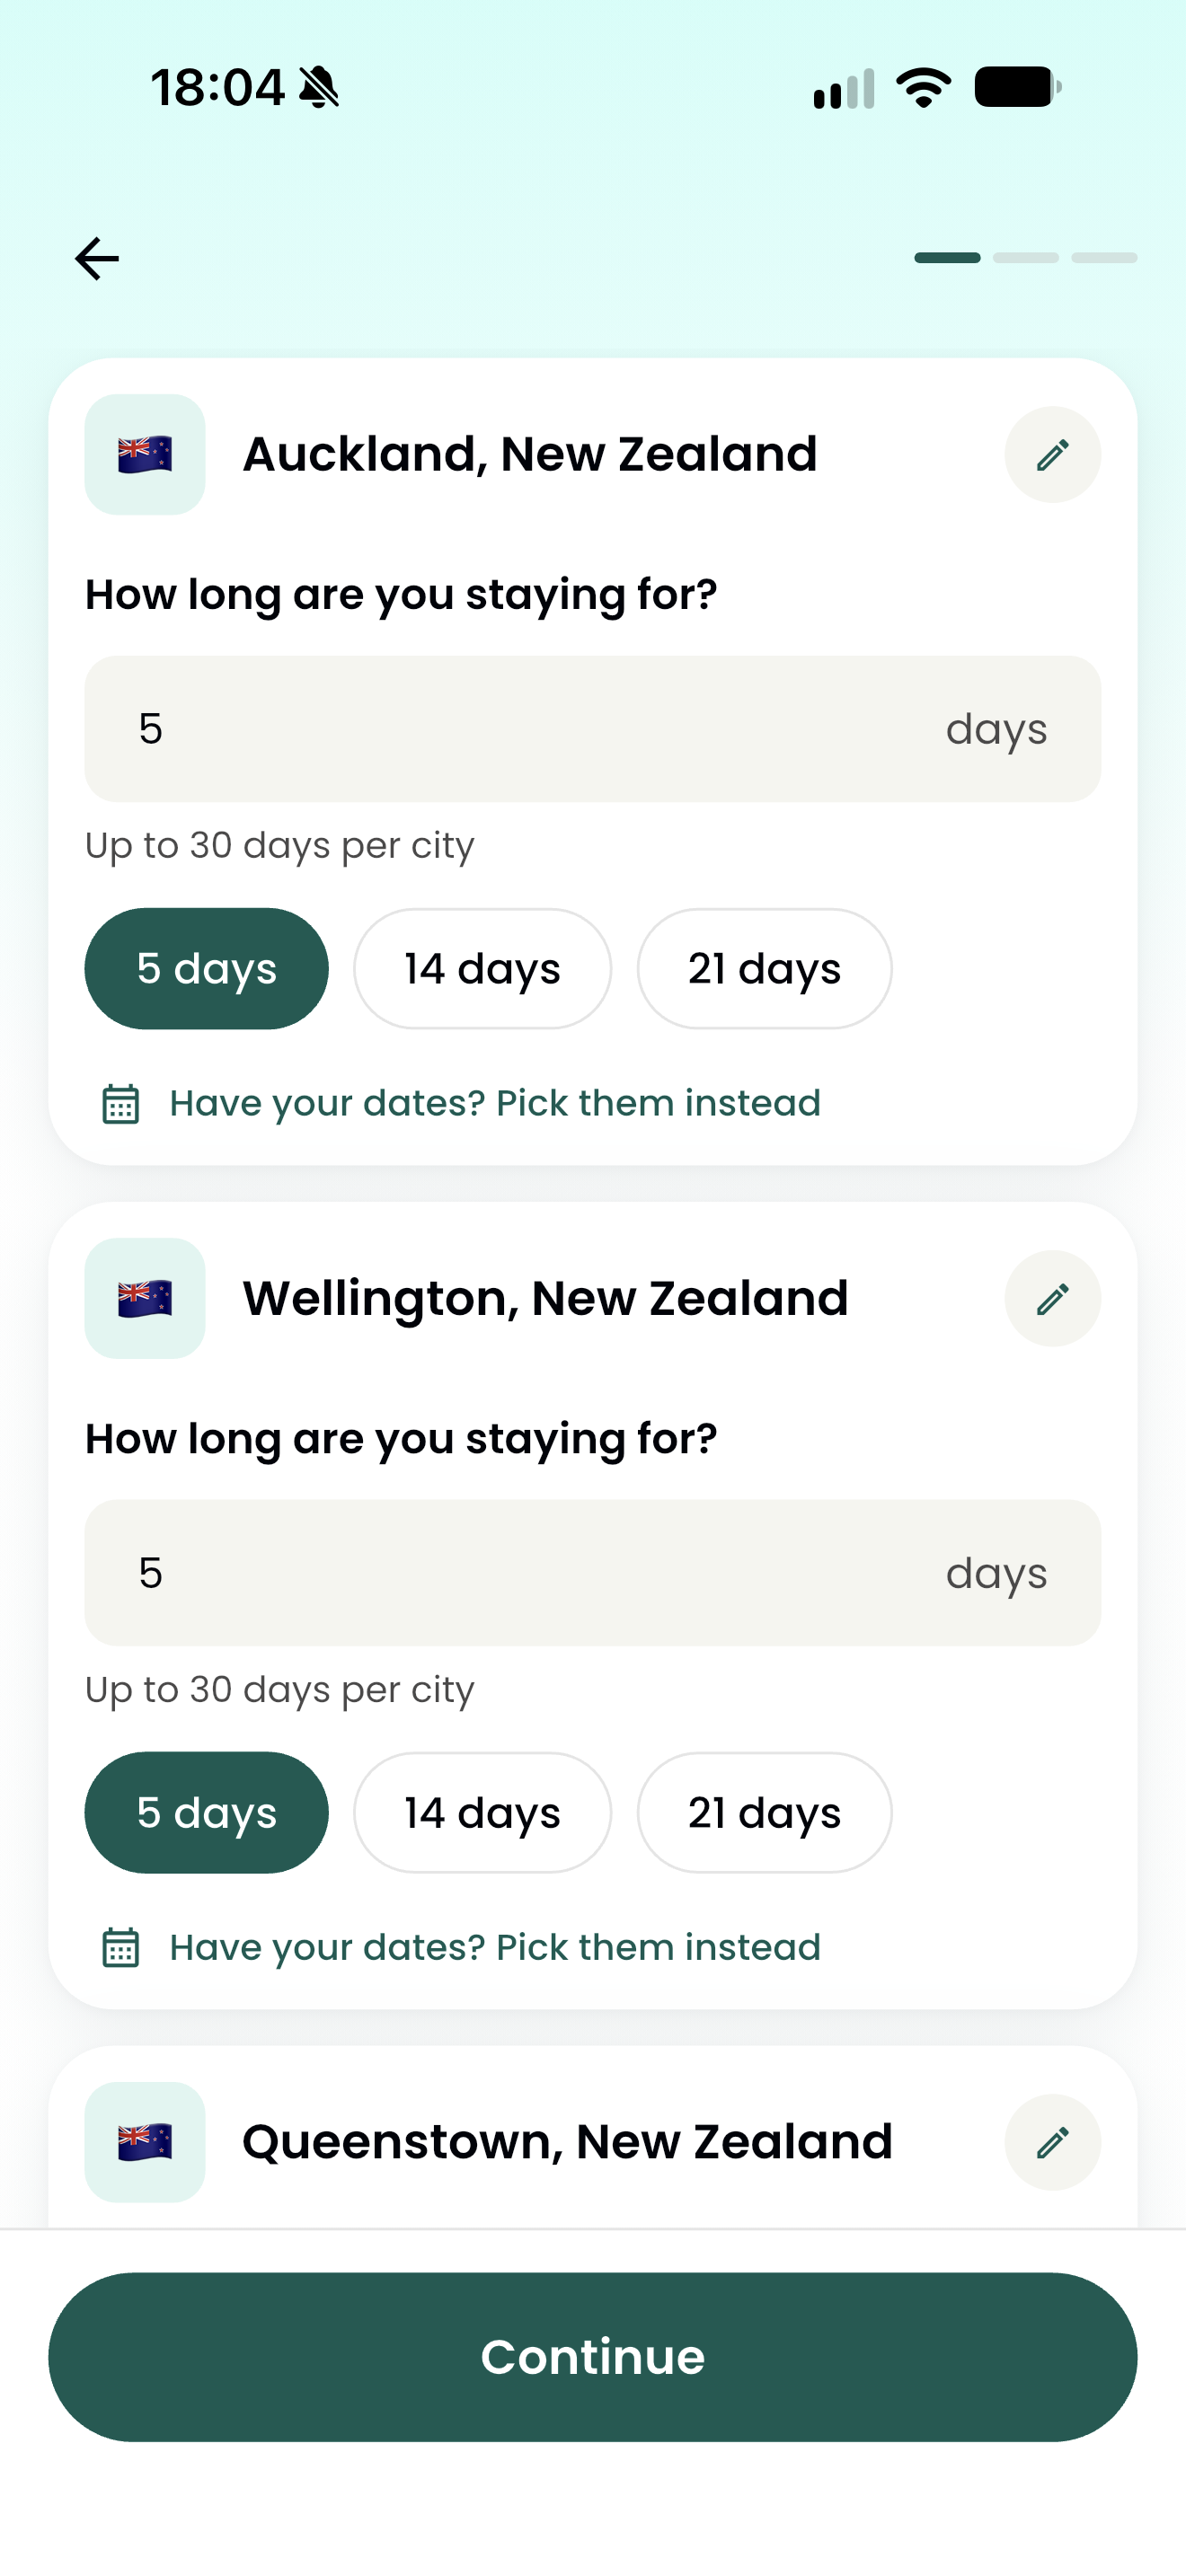 18:04
Auckland, New Zealand
How long are you staying for?
5 days
Up to 30 days per city
5 days 14 days 21 days
Have your dates? Pick them instead
Wellington, New Zealand
How long are you staying for?
5 days
Up to 30 days per city
5 days 14 days 21 days
Have your dates? Pick them instead
Queenstown, New Zealand
Continue